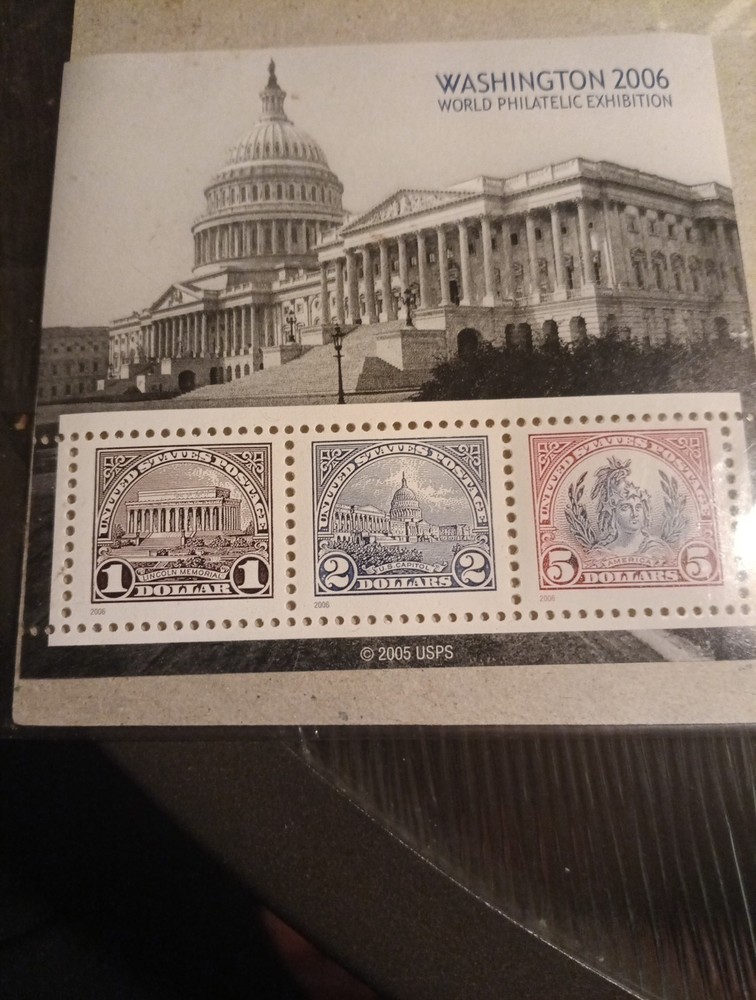 WASHINGTON 2006
WORLD PHILATELIC EXHIBITION
UNITED STATES POSTAGE
LINCOLN MEMORIAL
1 1
DOLLAR
2006
UNITED STATES POSTAGE
U.S. CAPITOL
2 2
DOLLARS
2006
UNITED STATES POSTAGE
AMERICA
5 5
DOLLARS
2006
© 2005 USPS